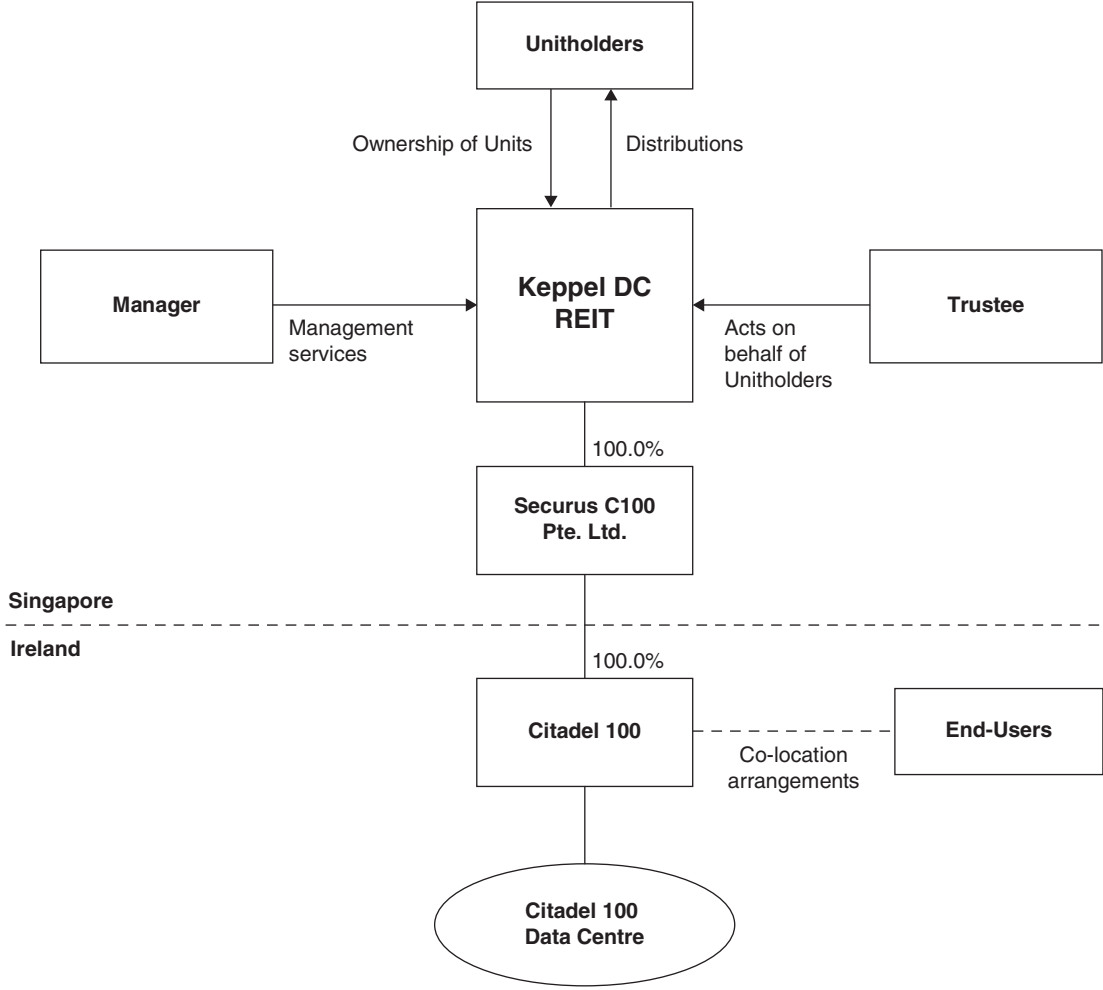 Unitholders
Ownership of Units
Distributions
Manager
Management
services
Keppel DC
REIT
Trustee
Acts on
behalf of
Unitholders
100.0%
Securus C100
Pte. Ltd.
Singapore
Ireland
100.0%
Citadel 100
Co-location
arrangements
End-Users
Citadel 100
Data Centre